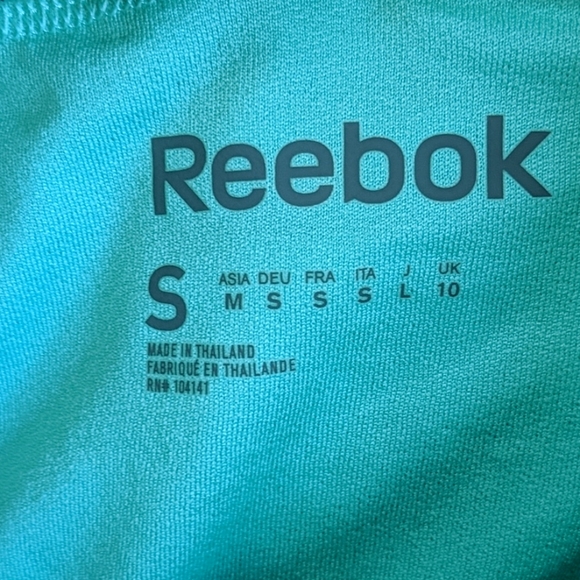 Reebok
S
ASIA DEU FRA ITA J UK
M S S S L 10
MADE IN THAILAND
FABRIQUÉ EN THAILANDE
RN# 104141